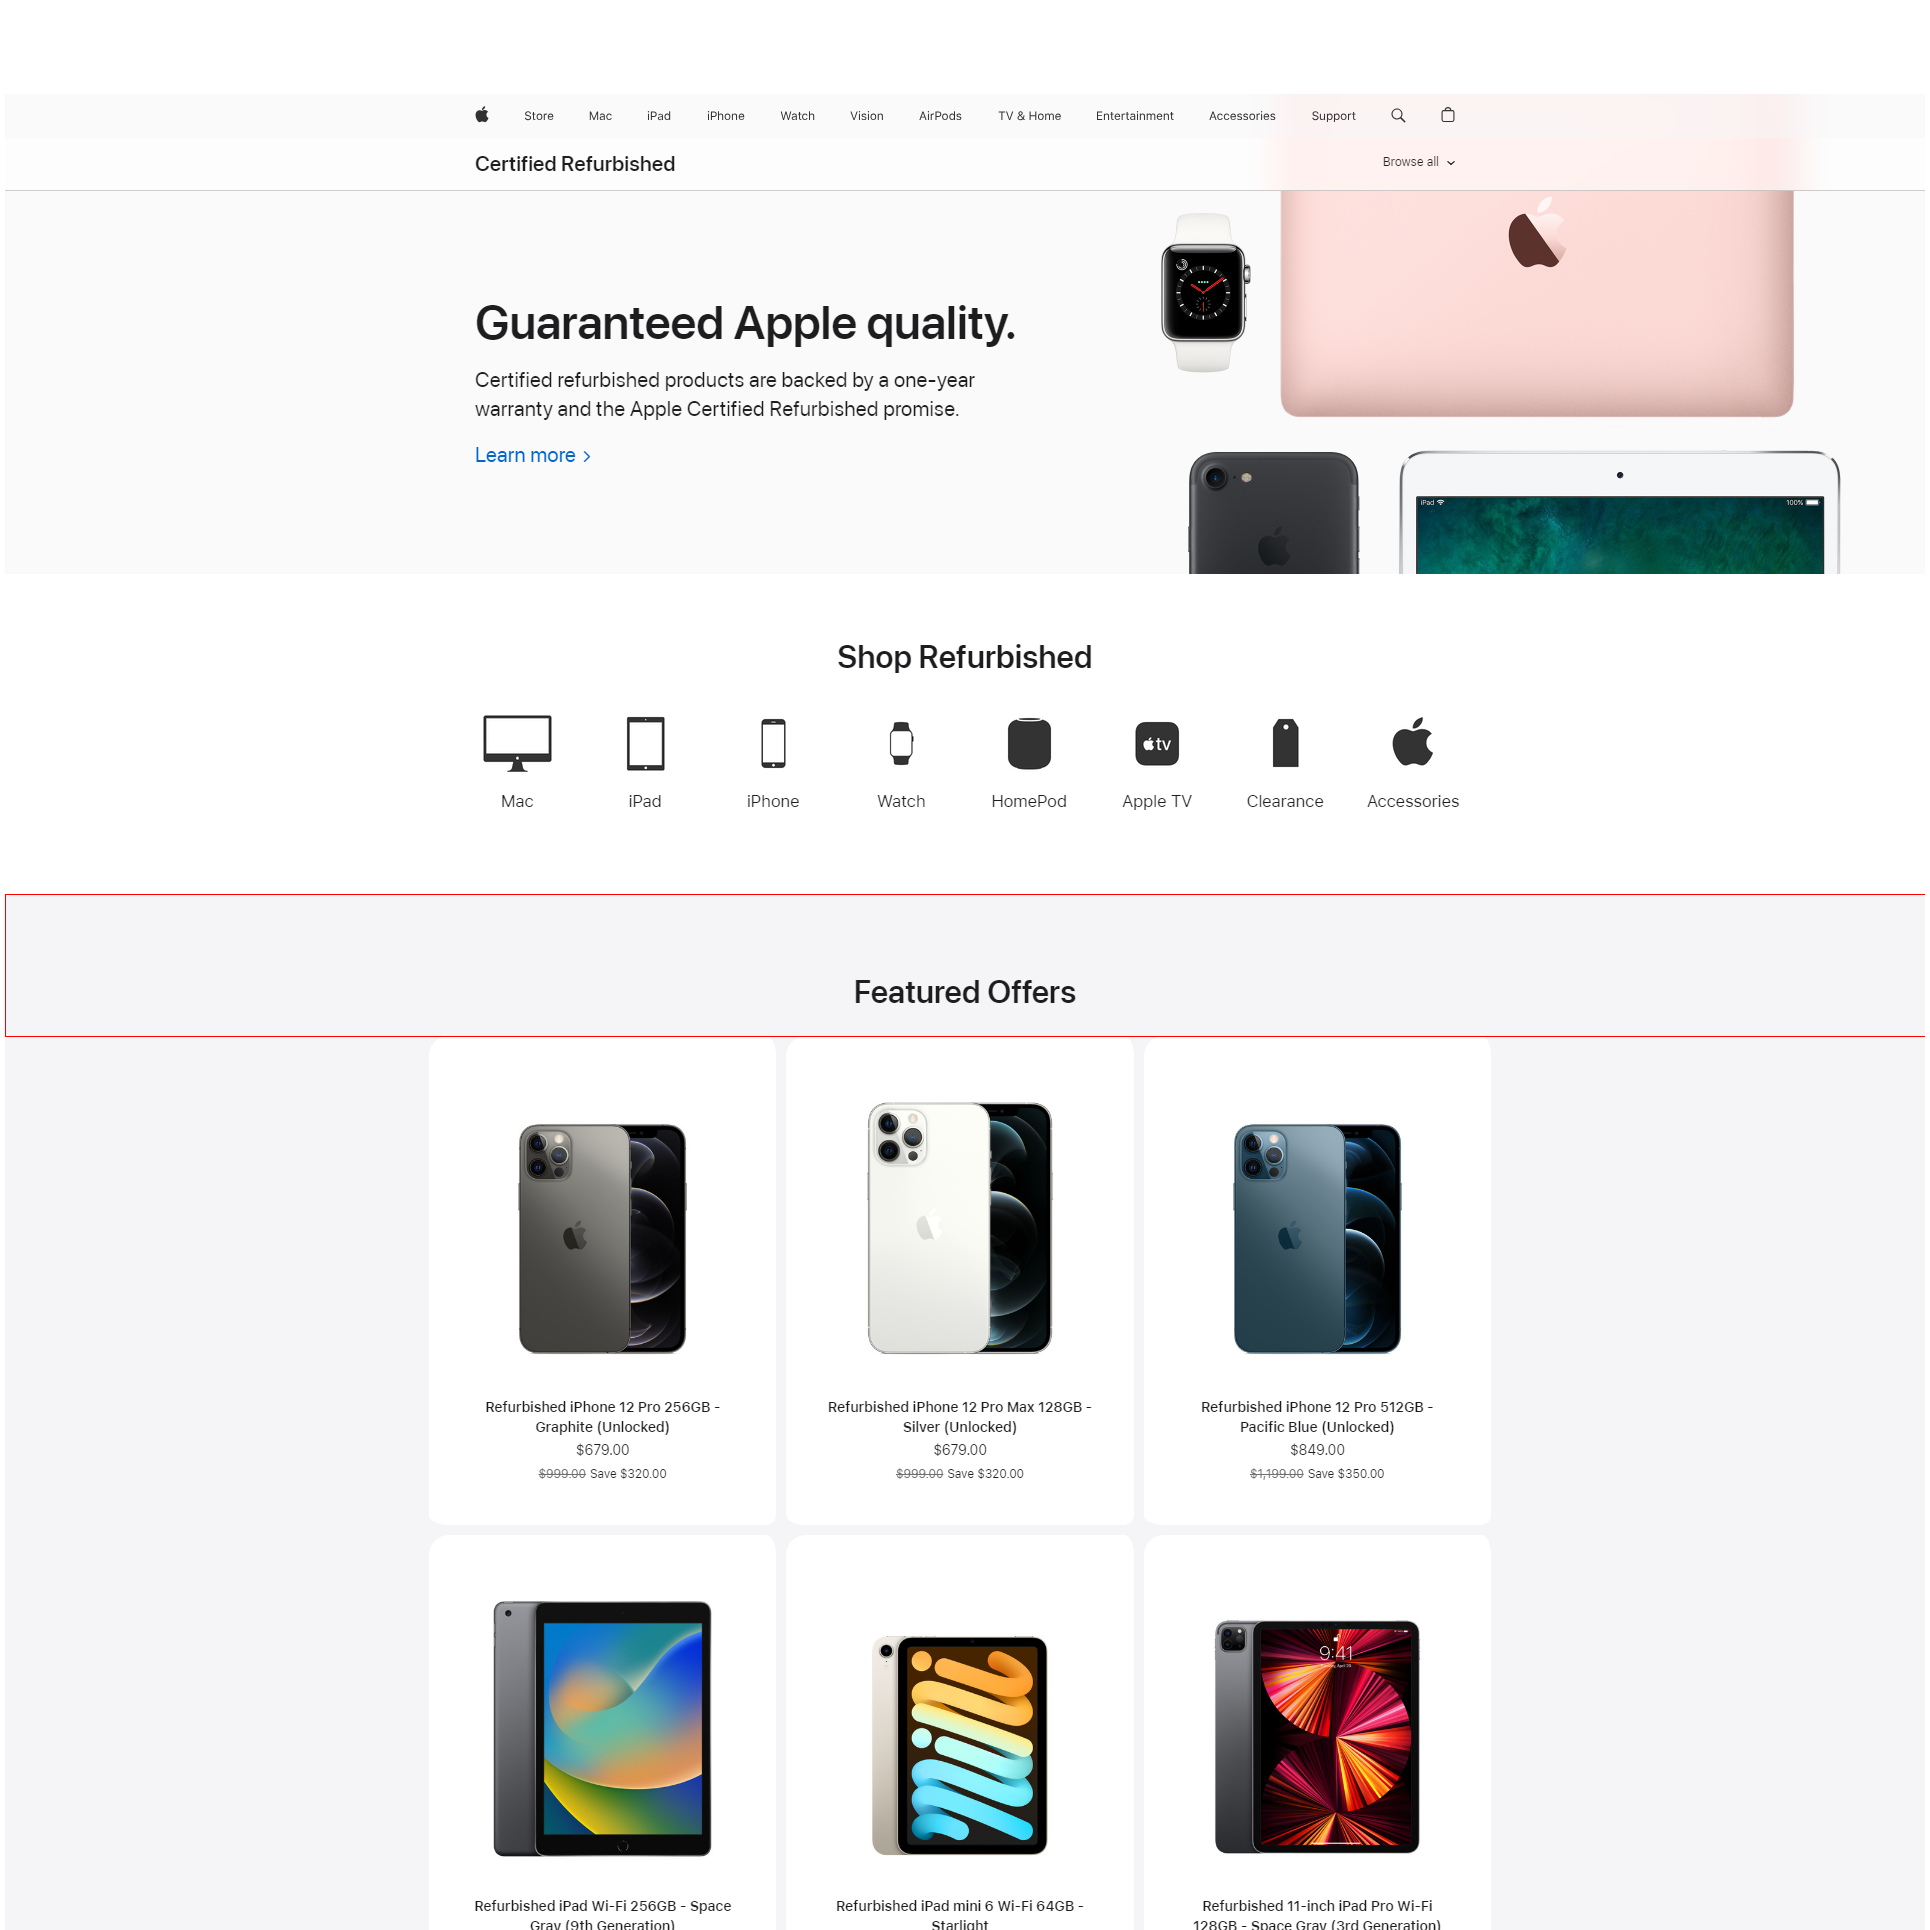 Store Mac iPad iPhone Watch Vision AirPods TV & Home Entertainment Accessories Support
Certified Refurbished
Browse all
Guaranteed Apple quality.
Certified refurbished products are backed by a one-year
warranty and the Apple Certified Refurbished promise.
Learn more
iPad 100%
Shop Refurbished
tv
Mac iPad iPhone Watch HomePod Apple TV Clearance Accessories
Featured Offers
Refurbished iPhone 12 Pro 256GB -
Graphite (Unlocked)
$679.00
$999.00 Save $320.00
Refurbished iPhone 12 Pro Max 128GB -
Silver (Unlocked)
$679.00
$999.00 Save $320.00
Refurbished iPhone 12 Pro 512GB -
Pacific Blue (Unlocked)
$849.00
$1,199.00 Save $350.00
9:41
Refurbished iPad Wi-Fi 256GB - Space
Gray (9th Generation)
Refurbished iPad mini 6 Wi-Fi 64GB -
Starlight
Refurbished 11-inch iPad Pro Wi-Fi
128GB - Space Gray (3rd Generation)